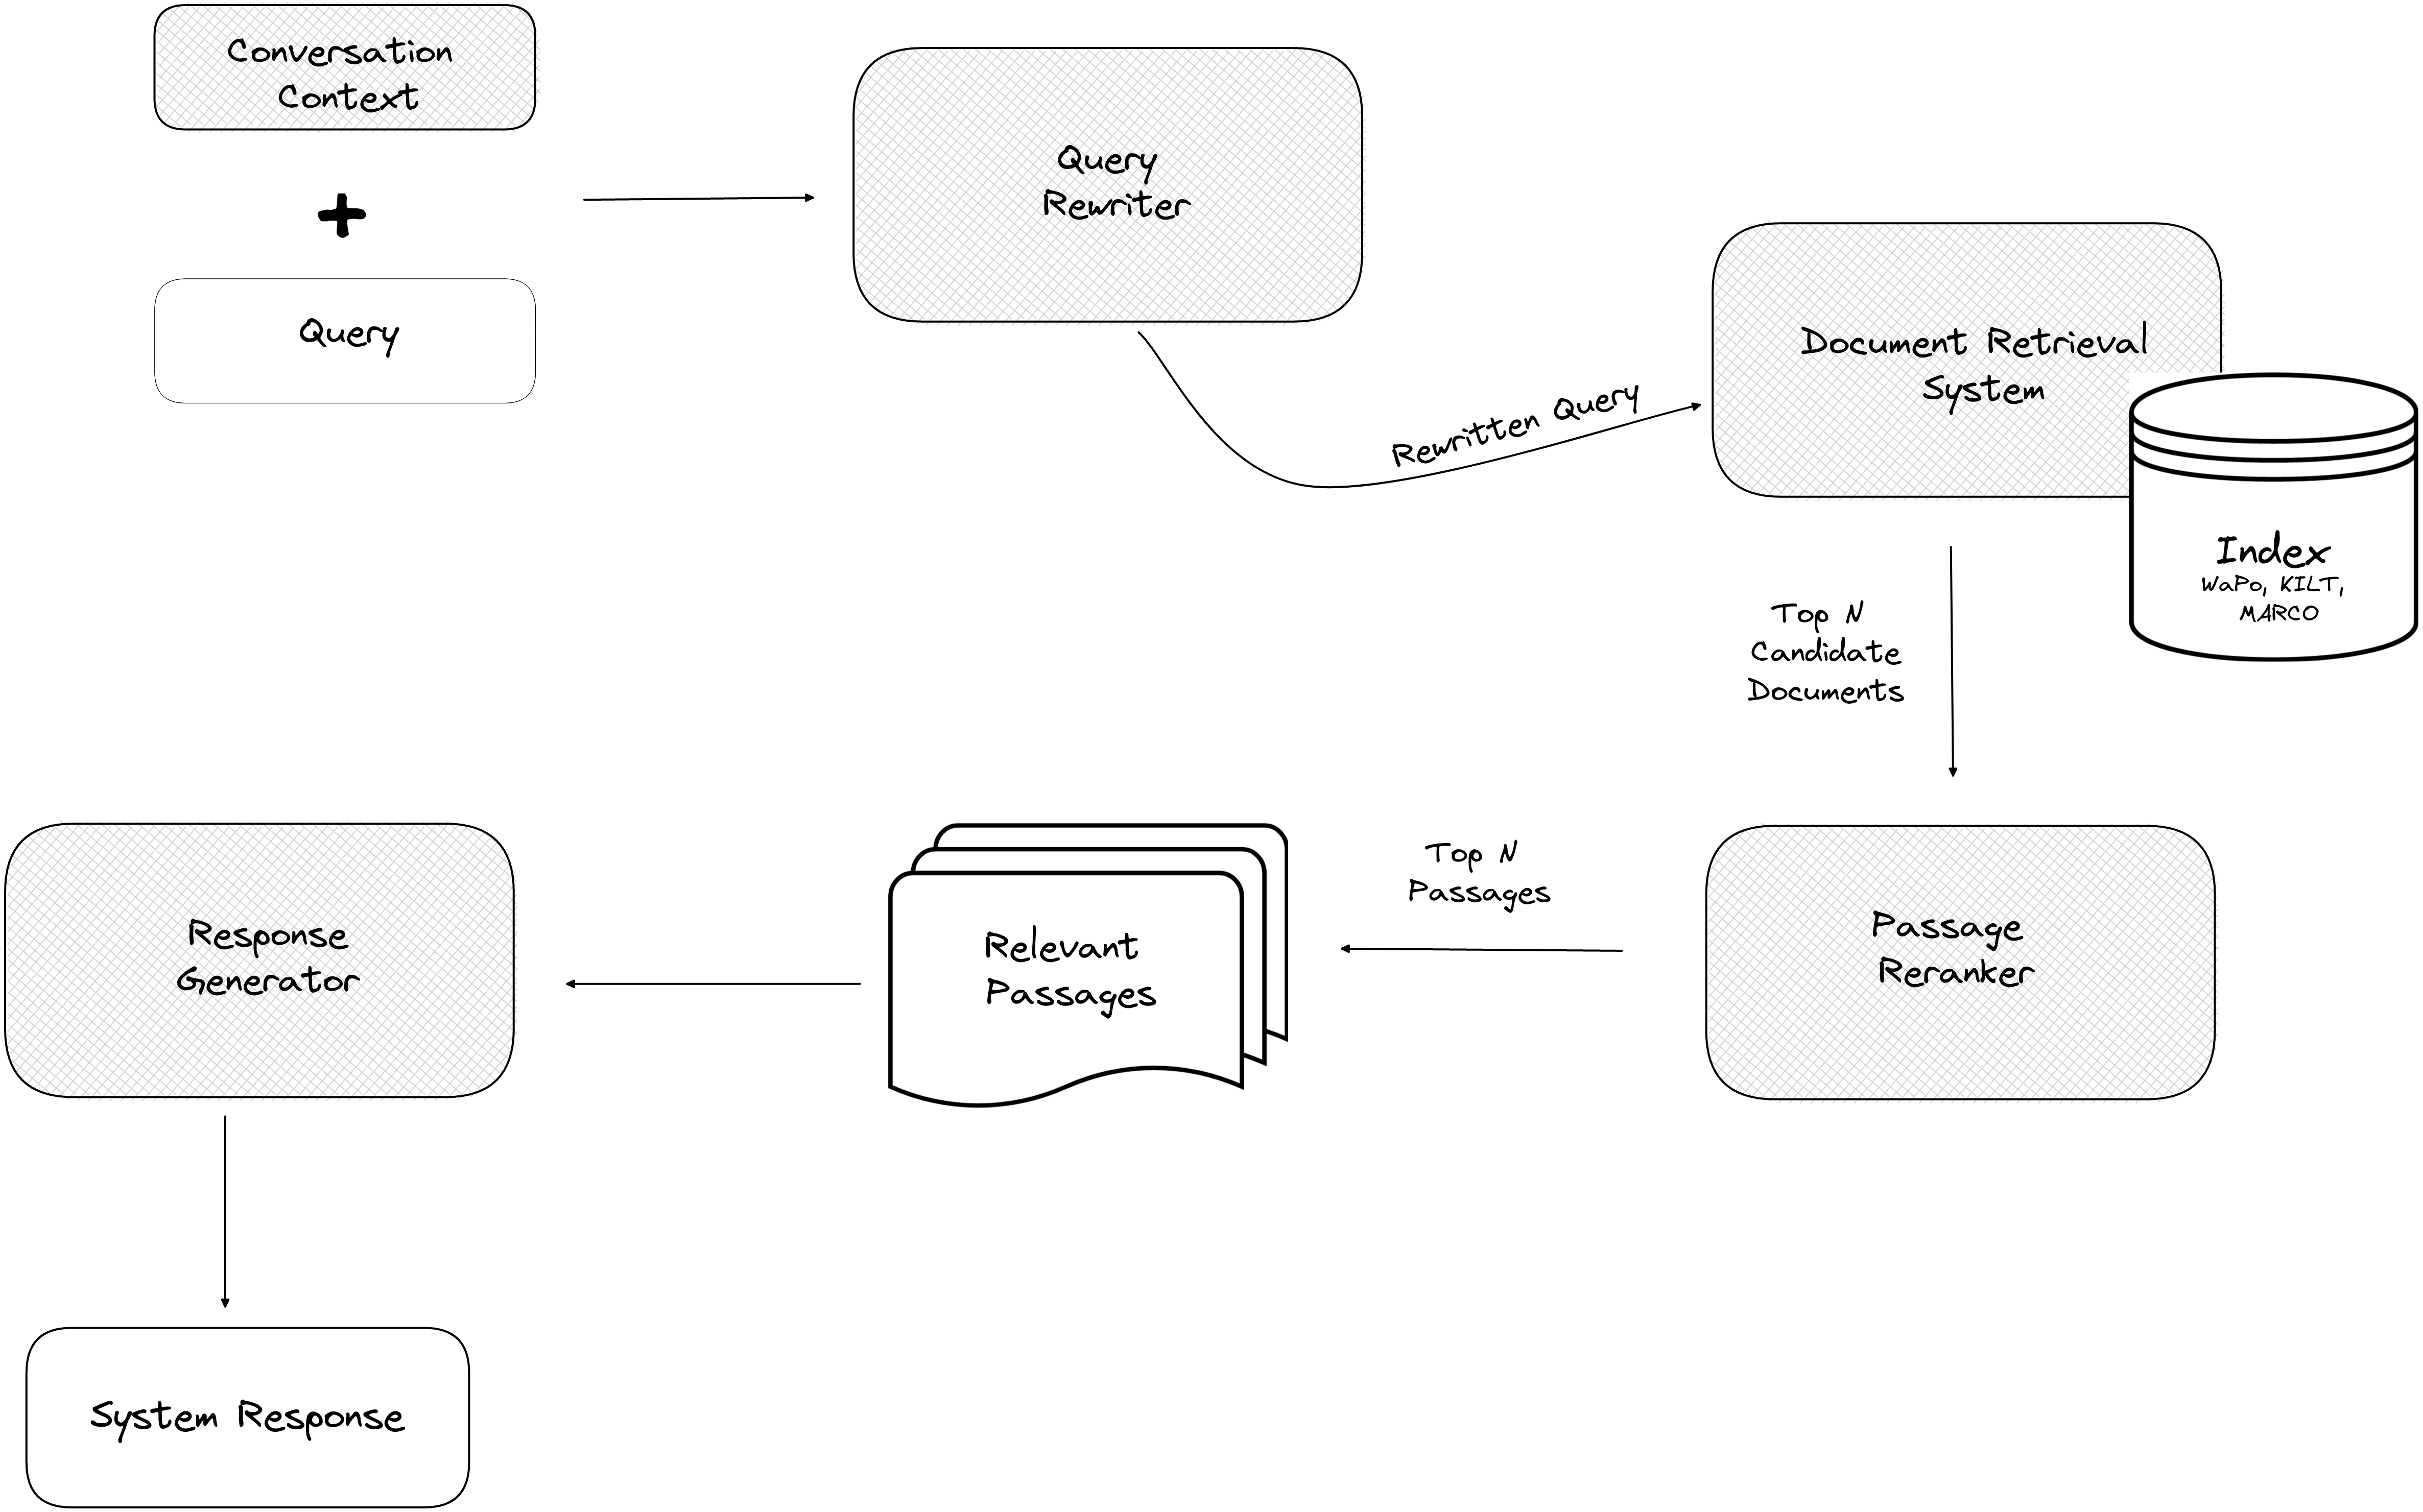 Conversation
Context
+
Query
Query
Rewriter
Rewritten Query
Document Retrieval
System
Index
WaPo, KILT,
MARCO
Top N
Candidate
Documents
Passage
Reranker
Top N
Passages
Relevant
Passages
Response
Generator
System Response